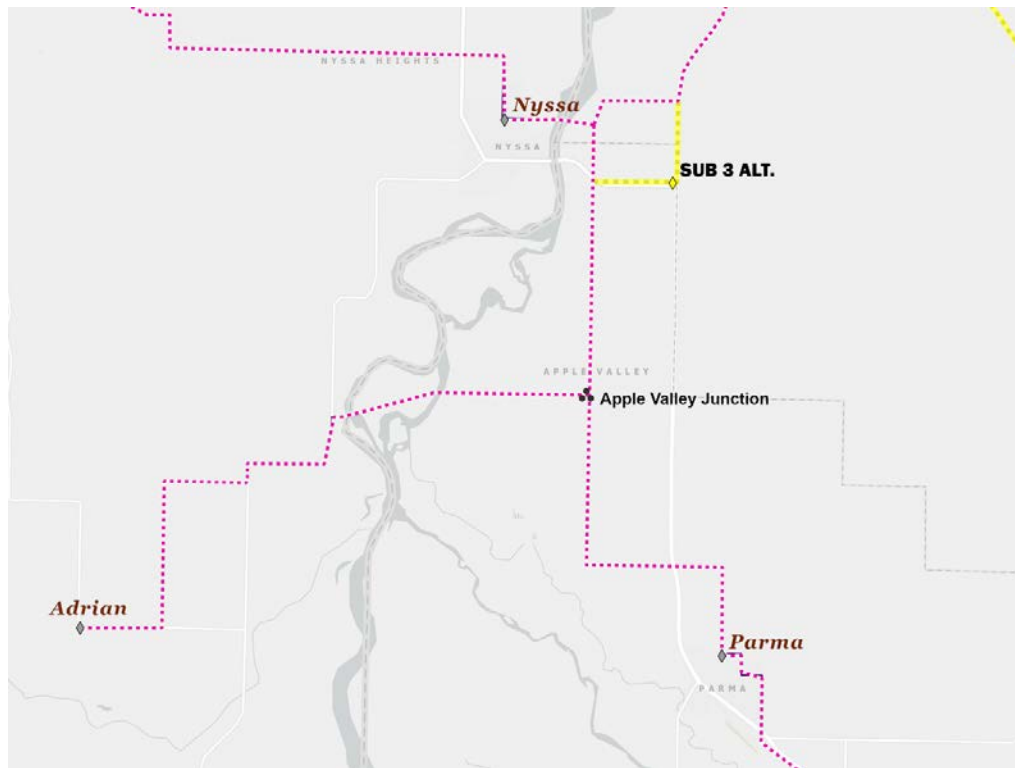 NYSSA HEIGHTS
Nyssa
NYSSA
SUB 3 ALT.
APPLE VALLEY
Apple Valley Junction
Adrian
Parma
PARMA